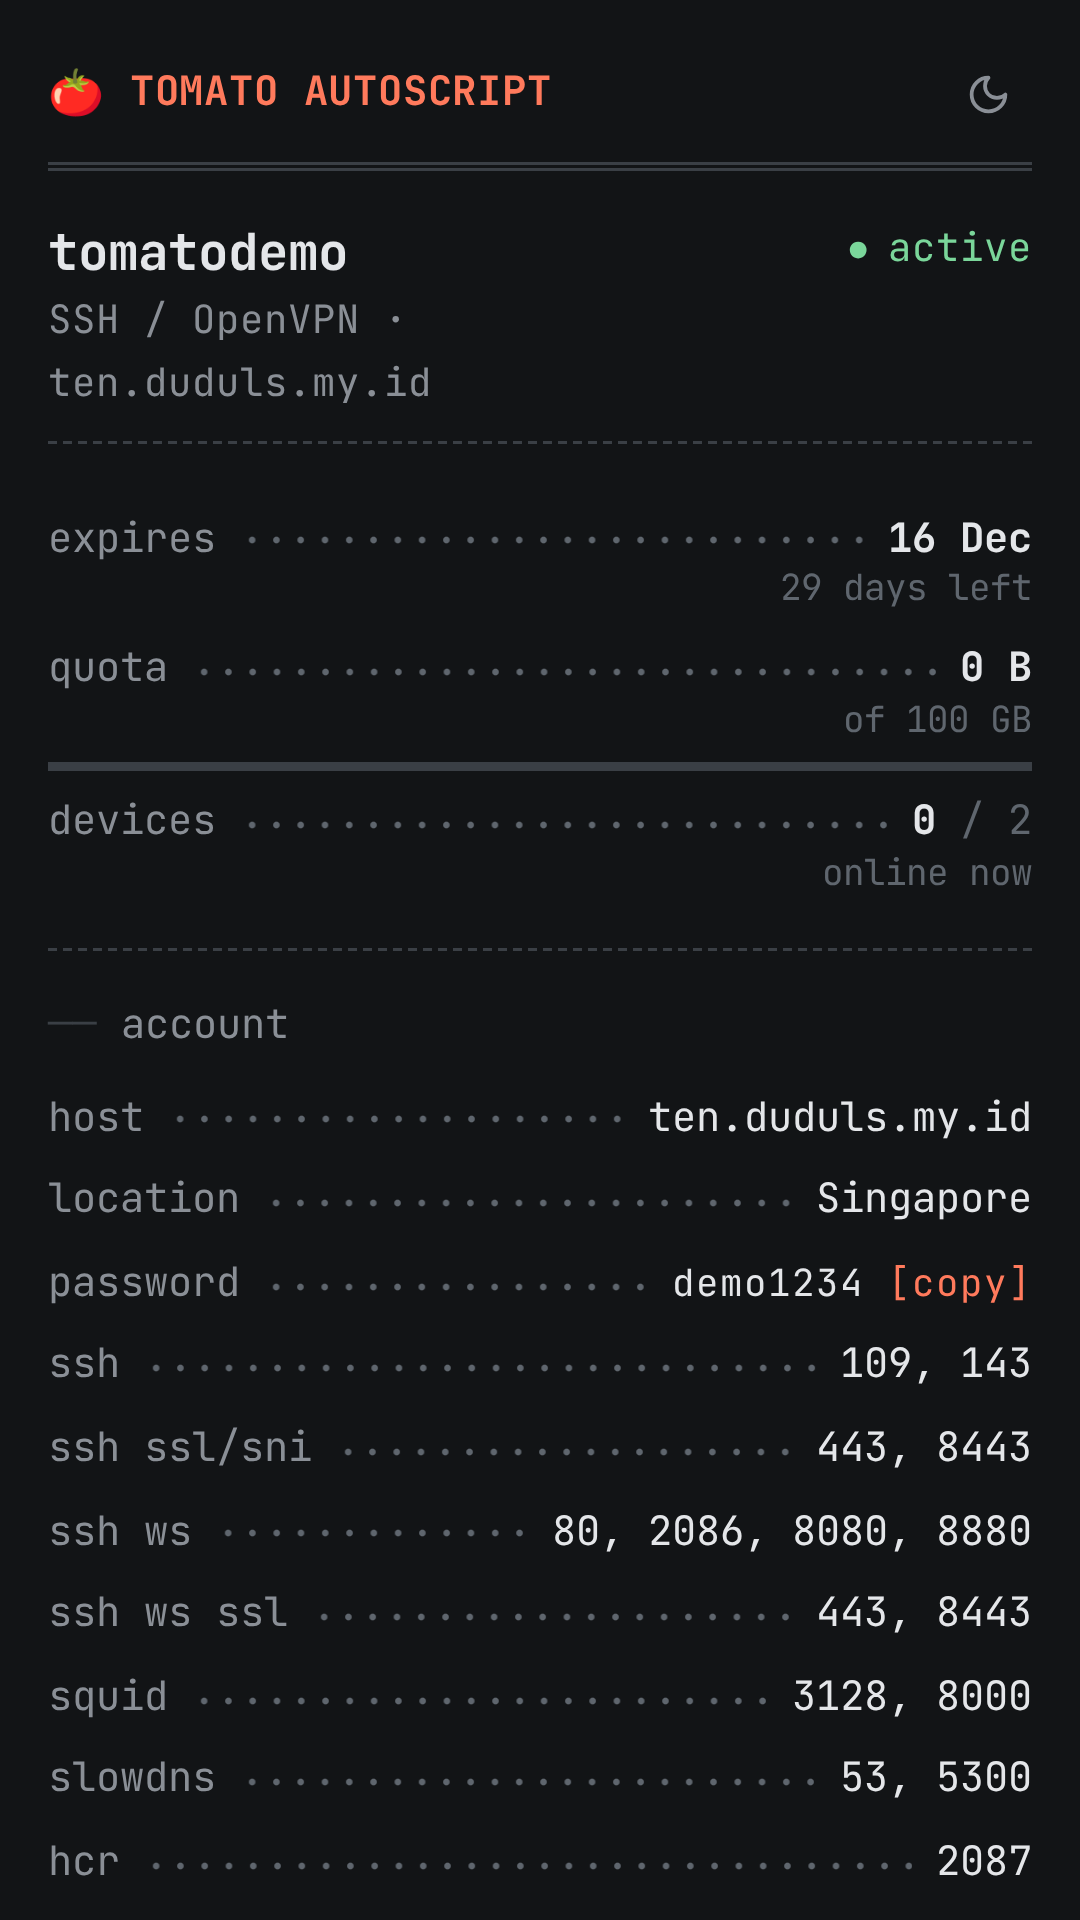 TOMATO AUTOSCRIPT
tomatodemo ● active
SSH / OpenVPN ·
ten.duduls.my.id
expires 16 Dec
29 days left
quota 0 B
of 100 GB
devices 0 / 2
online now
account
host ten.duduls.my.id
location Singapore
password demo1234 [copy]
ssh 109, 143
ssh ssl/sni 443, 8443
ssh ws 80, 2086, 8080, 8880
ssh ws ssl 443, 8443
squid 3128, 8000
slowdns 53, 5300
hcr 2087